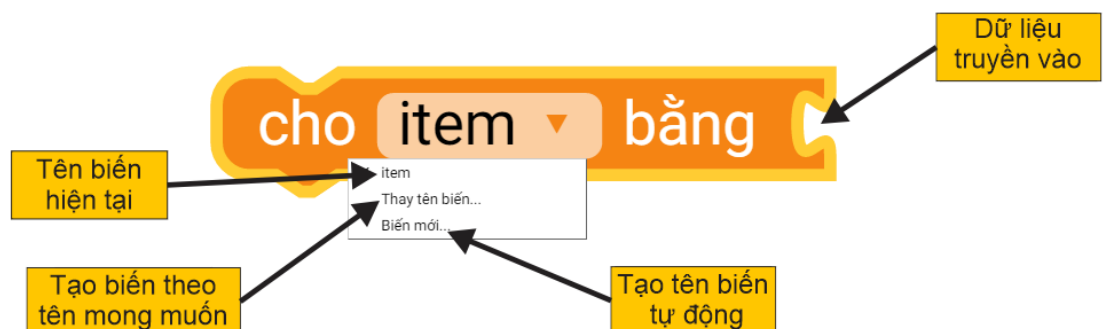 Dữ liệu
truyền vào
cho item bằng
Tên biến
hiện tại
item
Thay tên biến...
Biến mới...
Tạo biến theo
tên mong muốn
Tạo tên biến
tự động